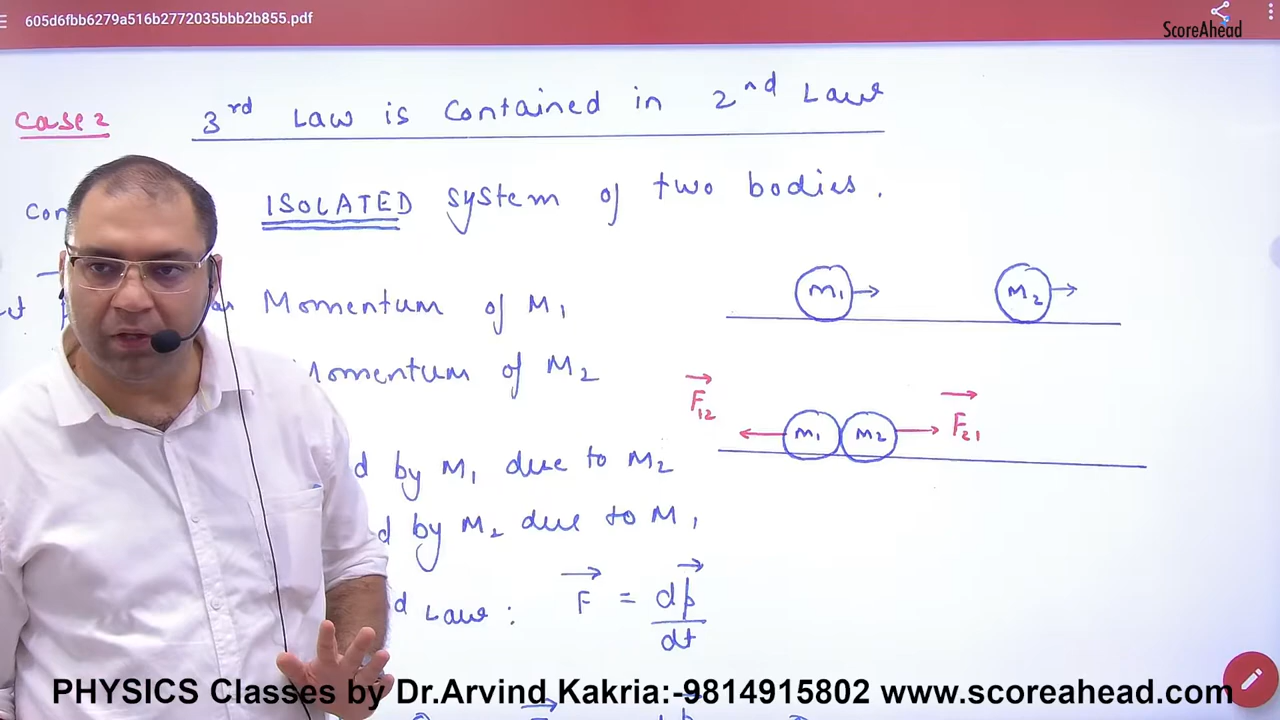 605d6fbb6279a516b2772035bbb2b855.pdf
ScoreAhead
Case 2
3rd Law is Contained in 2nd Law
ISOLATED system of two bodies.
M1 M2
Momentum of M1
Momentum of M2
F12
M1 M2
F21
by M1 due to M2
by M2 due to M1
Law : F = dp/dt
PHYSICS Classes by Dr.Arvind Kakria:-9814915802 www.scoreahead.com